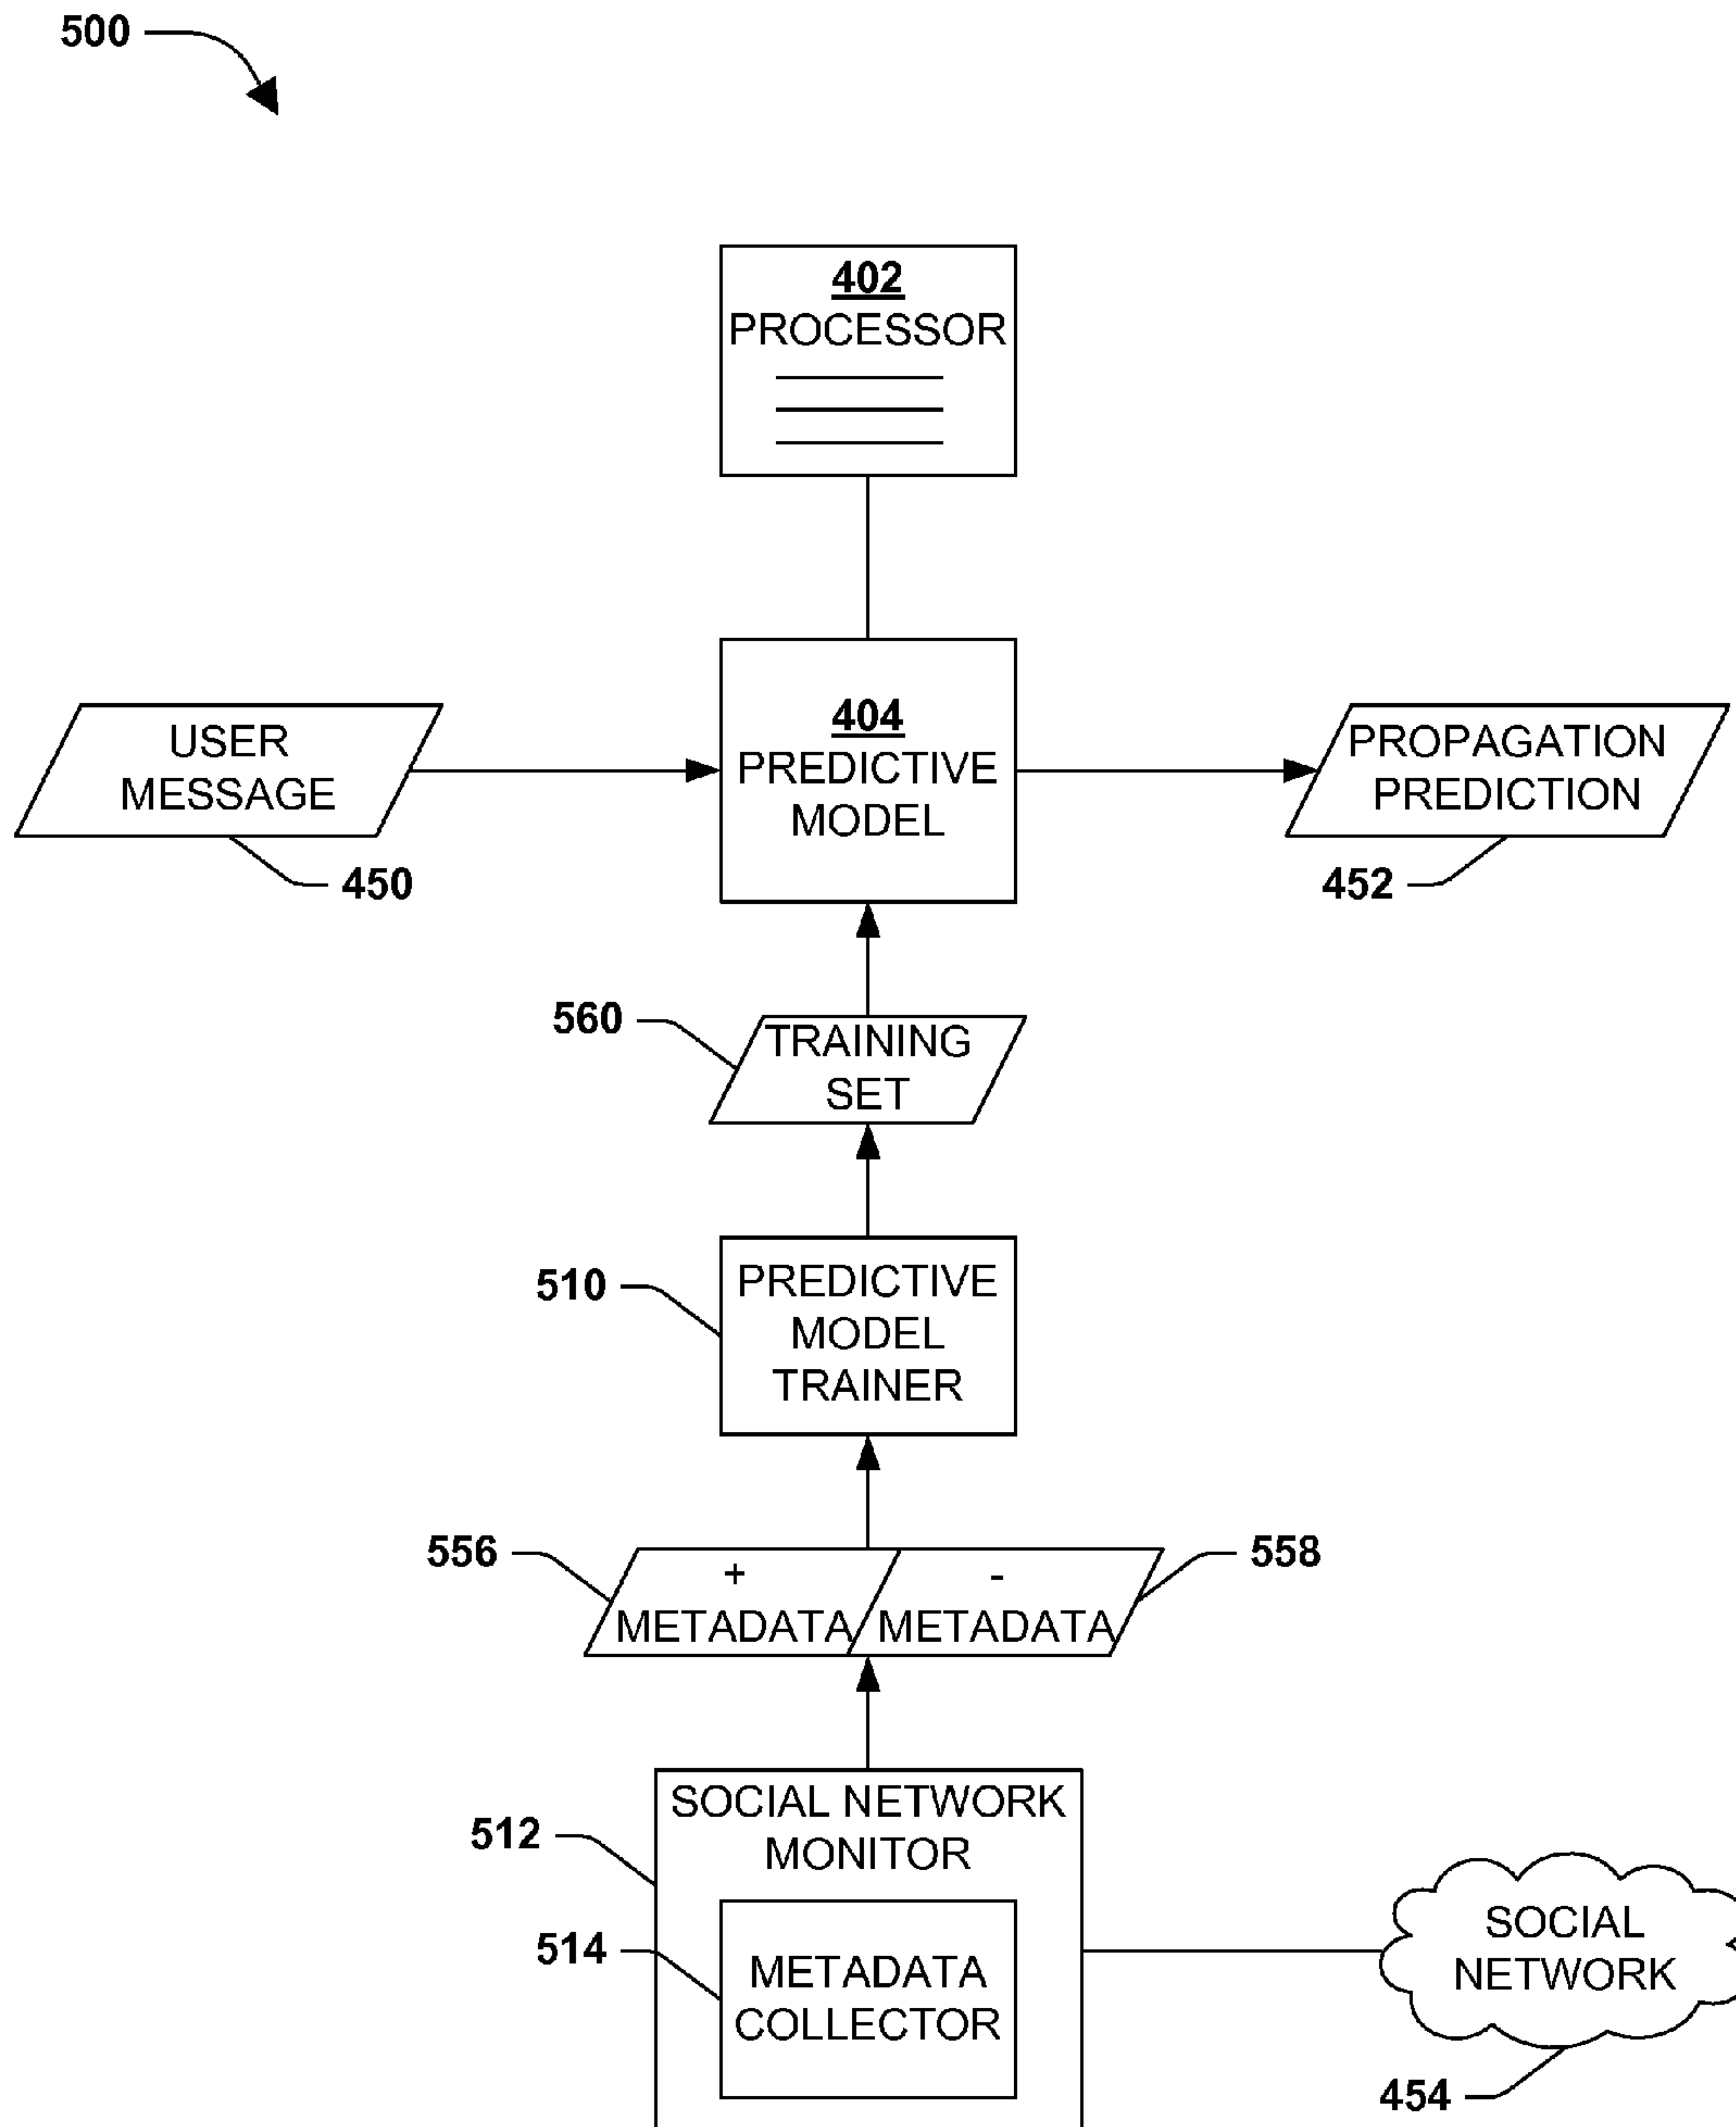 500
402
PROCESSOR
404
PREDICTIVE
MODEL
USER
MESSAGE
450
PROPAGATION
PREDICTION
452
560
TRAINING
SET
510
PREDICTIVE
MODEL
TRAINER
556
+
METADATA
-
METADATA
558
512
SOCIAL NETWORK
MONITOR
514
METADATA
COLLECTOR
SOCIAL
NETWORK
454